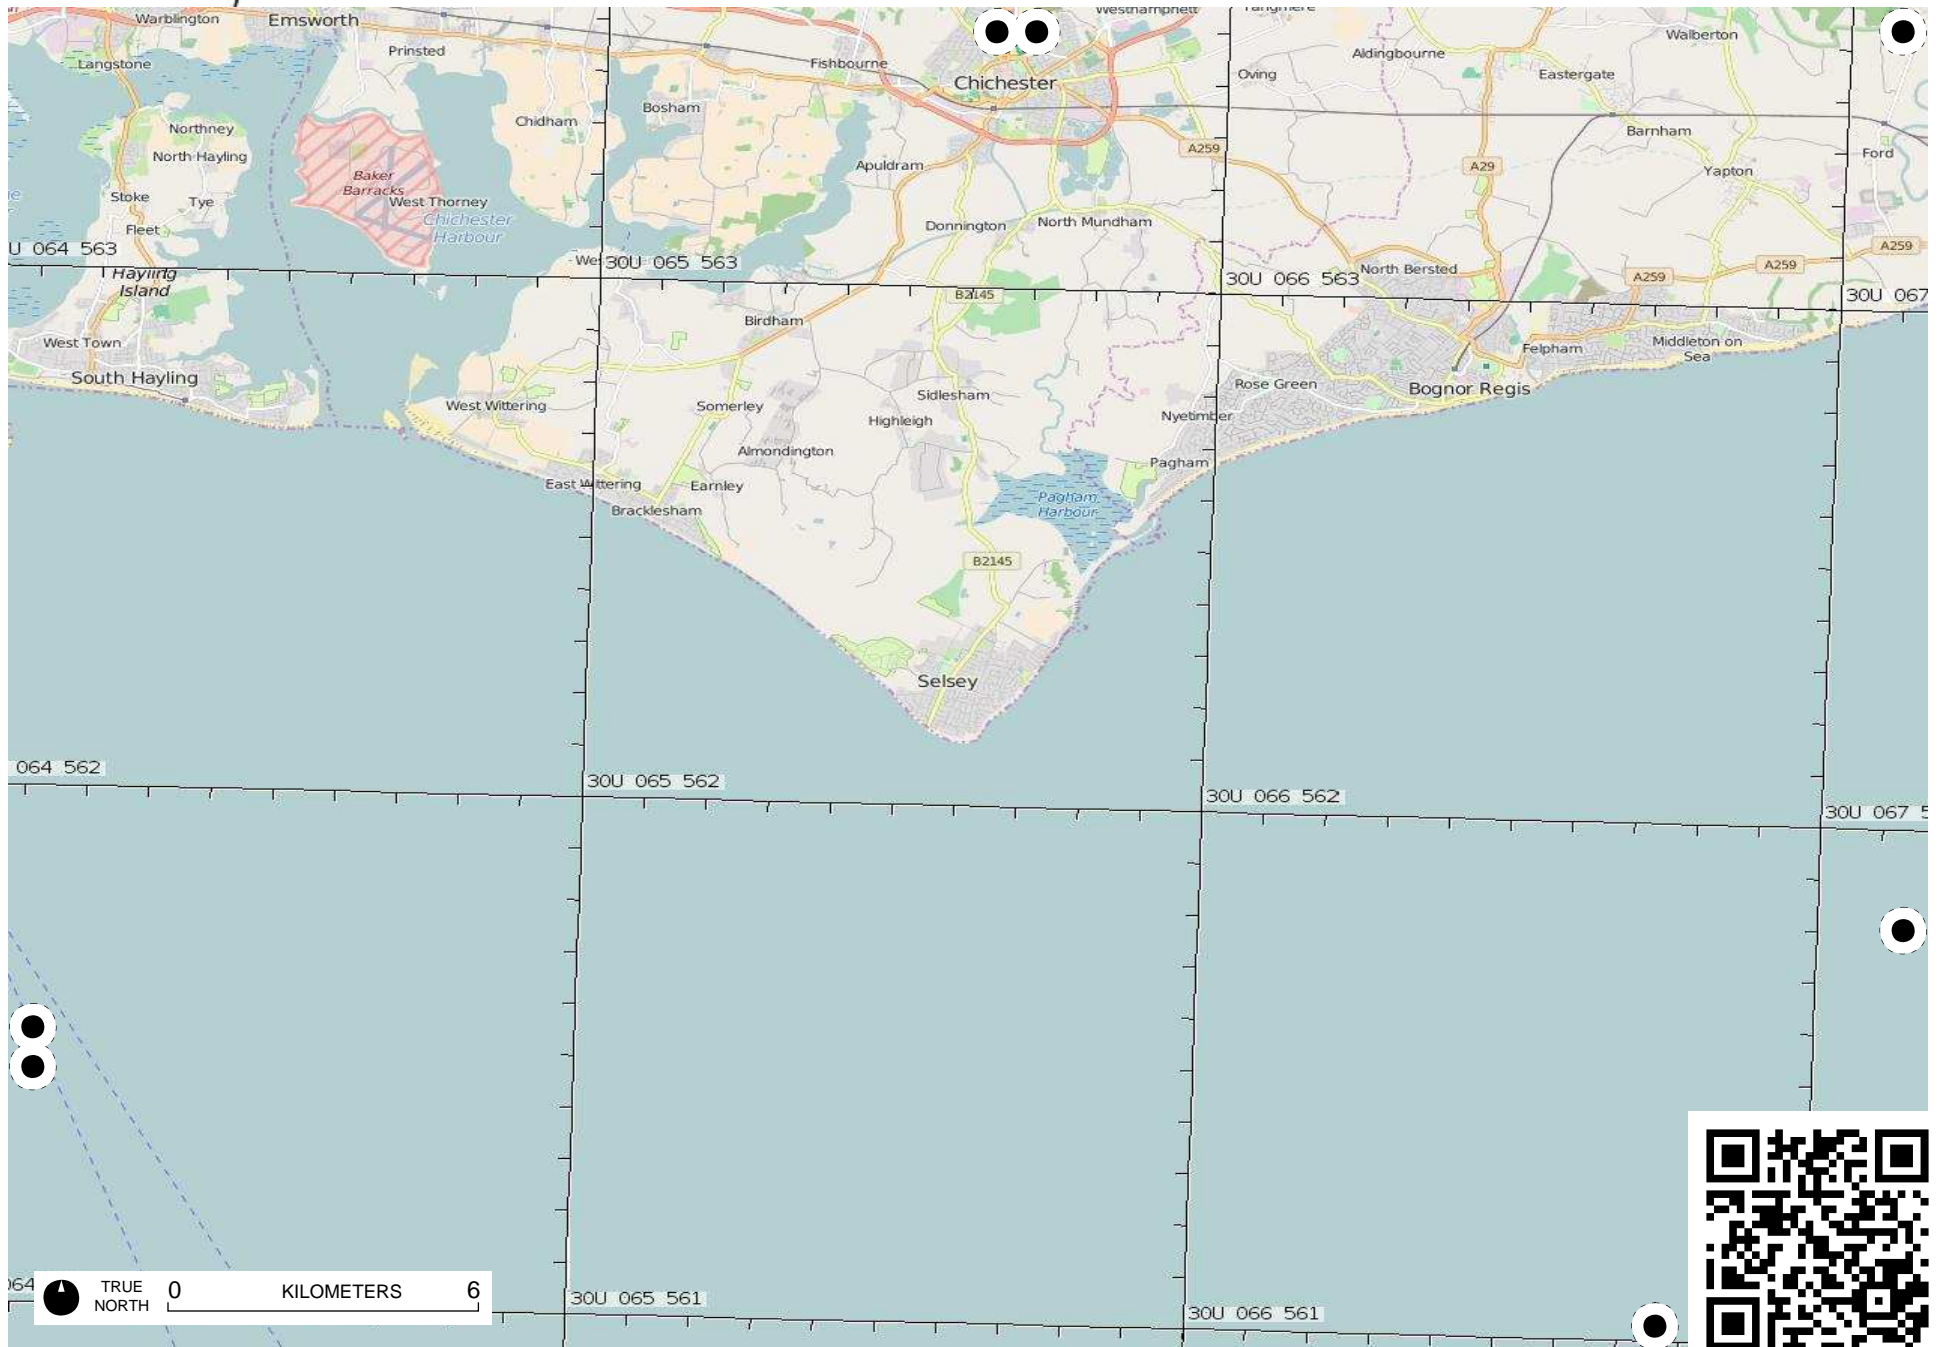 Warblington
Emsworth
Westhampnett
Tangmere
Walberton
Prinsted
Langstone
Fishbourne
Aldingbourne
Oving
Eastergate
Chichester
Bosham
Chidham
Northney
Barnham
North Hayling
A259
Ford
Apuldram
A29
Yapton
Baker
Barracks
West Thorney
Stoke
Tye
Chichester
Harbour
Fleet
Donnington
North Mundham
U 064 563
A259
Wes
30U 065 563
Hayling
Island
30U 066 563
North Bersted
A259
A259
B2145
30U 067
Birdham
West Town
Felpham
Middleton on
Sea
South Hayling
Rose Green
Bognor Regis
West Wittering
Somerley
Sidlesham
Highleigh
Nyetimber
Almondington
Pagham
East Wittering
Earnley
Pagham
Harbour
Bracklesham
B2145
Selsey
064 562
30U 065 562
30U 066 562
30U 067 5
064
TRUE
NORTH
0 KILOMETERS 6
30U 065 561
30U 066 561